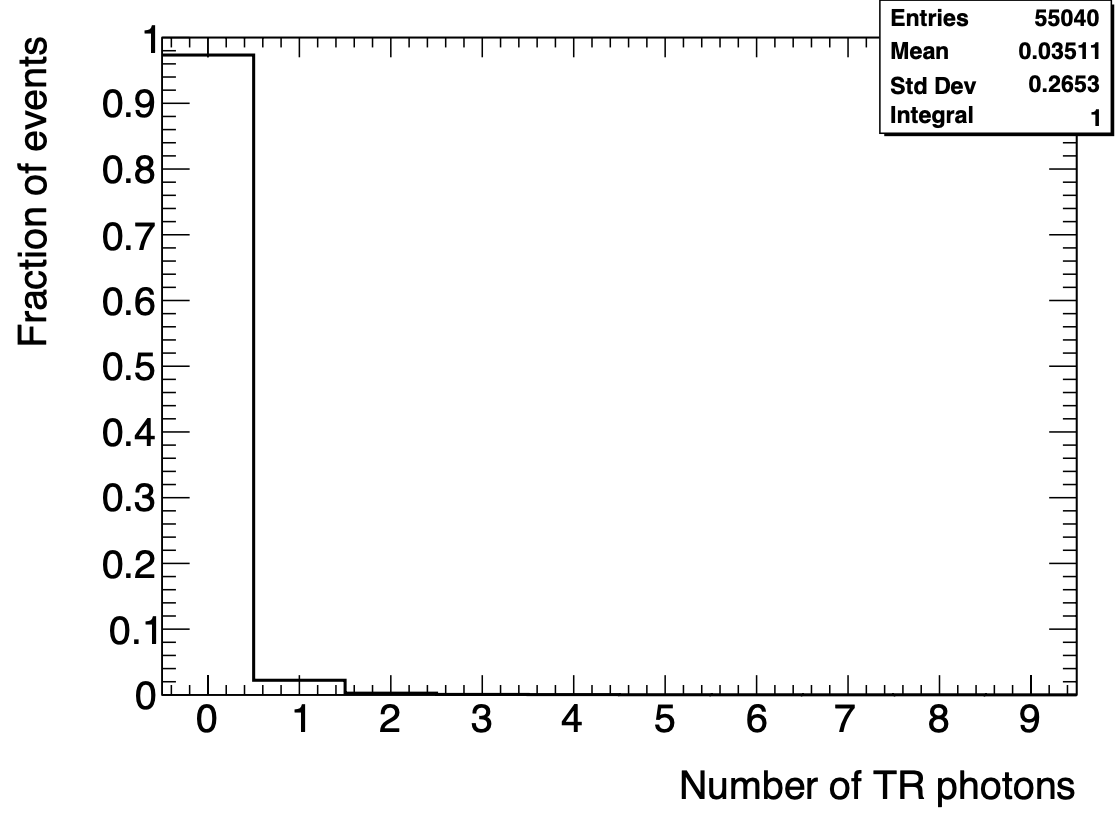 Entries 55040
Mean 0.03511
Std Dev 0.2653
Integral 1
Fraction of events
1
0.9
0.8
0.7
0.6
0.5
0.4
0.3
0.2
0.1
0
0 1 2 3 4 5 6 7 8 9
Number of TR photons